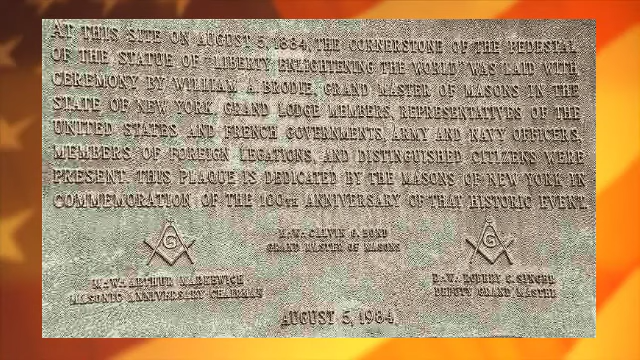 AT THIS SITE ON AUGUST 5, 1884, THE CORNERSTONE OF THE PEDESTAL
OF THE STATUE OF "LIBERTY ENLIGHTENING THE WORLD" WAS LAID WITH
CEREMONY BY WILLIAM A. BRODIE, GRAND MASTER OF MASONS IN THE
STATE OF NEW YORK. GRAND LODGE MEMBERS, REPRESENTATIVES OF THE
UNITED STATES AND FRENCH GOVERNMENTS, ARMY AND NAVY OFFICERS,
MEMBERS OF FOREIGN LEGATIONS, AND DISTINGUISHED CITIZENS WERE
PRESENT. THIS PLAQUE IS DEDICATED BY THE MASONS OF NEW YORK IN
COMMEMORATION OF THE 100TH ANNIVERSARY OF THAT HISTORIC EVENT.
G
G
M.W. CALVIN G. BOND
GRAND MASTER OF MASONS
R.W. ARTHUR MARKEWICH
MASONIC ANNIVERSARY CHAIRMAN
R.W. ROBERT C. SINGER
DEPUTY GRAND MASTER
AUGUST 5, 1984